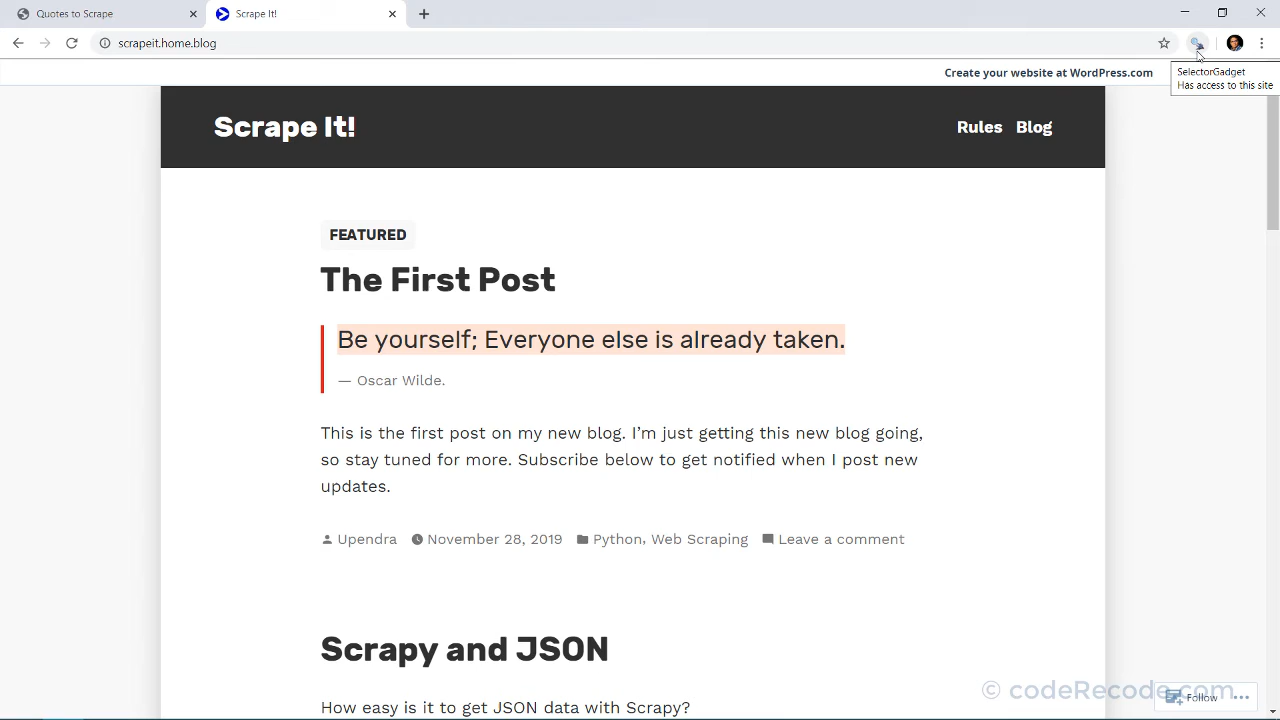 Quotes to Scrape
Scrape It!
scrapeit.home.blog
SelectorGadget
Has access to this site
Create your website at WordPress.com
Scrape It!
Rules Blog
FEATURED
The First Post
Be yourself; Everyone else is already taken.
— Oscar Wilde.
This is the first post on my new blog. I’m just getting this new blog going,
so stay tuned for more. Subscribe below to get notified when I post new
updates.
Upendra November 28, 2019 Python, Web Scraping Leave a comment
Scrapy and JSON
How easy is it to get JSON data with Scrapy?
© codeRecode.com
Follow